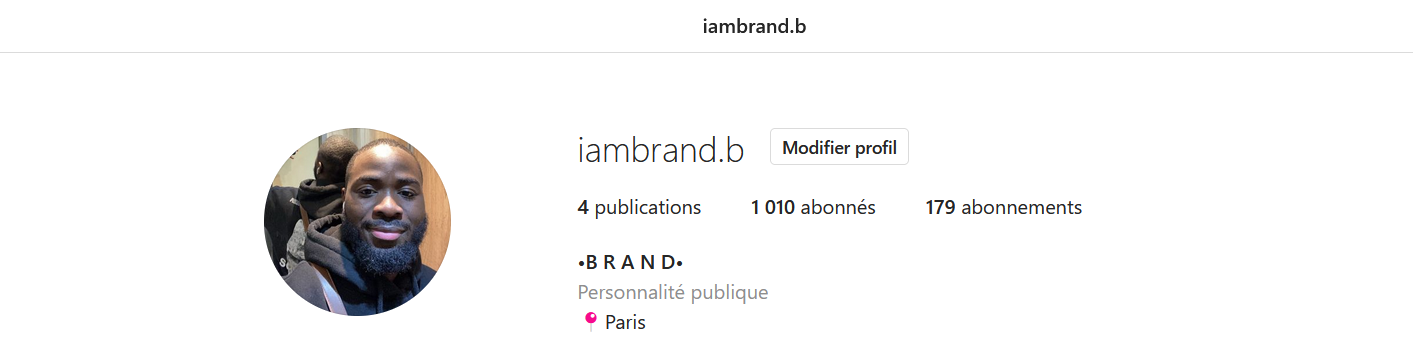 iambrand.b
iambrand.b Modifier profil
4 publications 1 010 abonnés 179 abonnements
•B R A N D•
Personnalité publique
📍 Paris